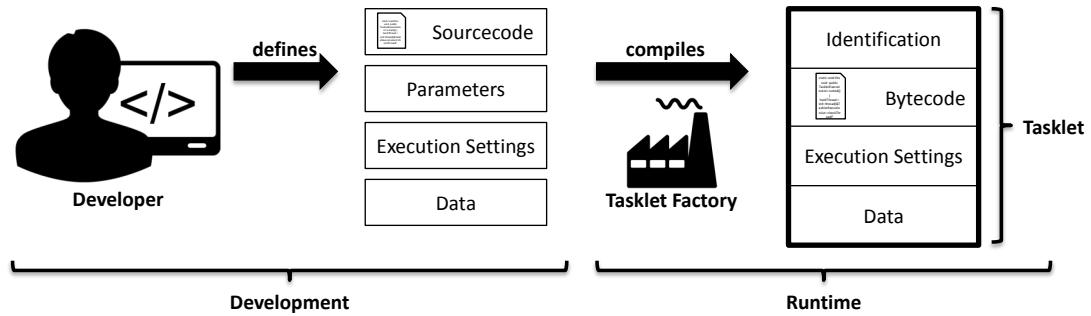 defines
Sourcecode
Parameters
Execution Settings
Data
</>
Developer
Development
compiles
Tasklet Factory
Identification
Bytecode
Execution Settings
Data
Tasklet
Runtime